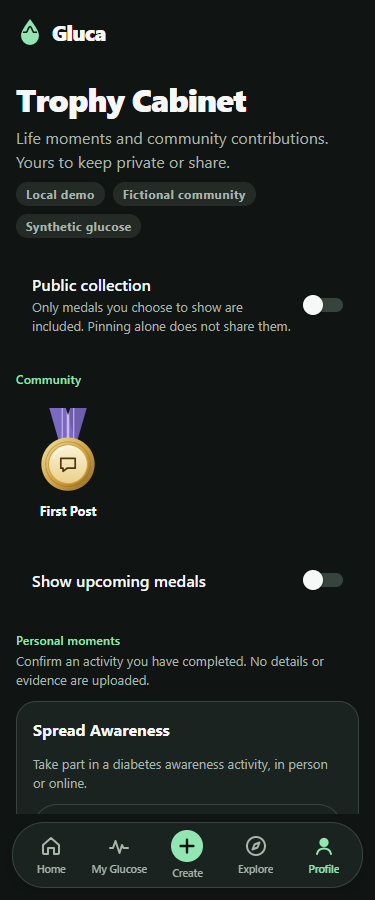 Gluca
Trophy Cabinet
Life moments and community contributions.
Yours to keep private or share.
Local demo
Fictional community
Synthetic glucose
Public collection
Only medals you choose to show are
included. Pinning alone does not share them.
Community
First Post
Show upcoming medals
Personal moments
Confirm an activity you have completed. No details or
evidence are uploaded.
Spread Awareness
Take part in a diabetes awareness activity, in person
or online.
Home
My Glucose
Create
Explore
Profile